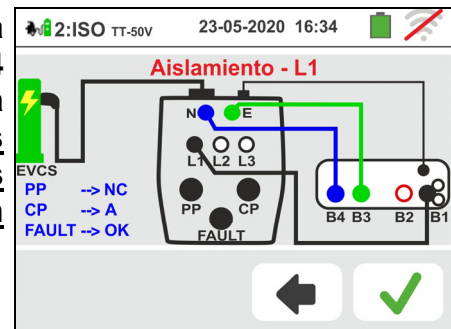 2:ISO TT-50V 23-05-2020 16:34
Aislamiento - L1
N E
L1 L2 L3
EVCS
PP --> NC
CP --> A
FAULT --> OK
PP CP
FAULT
B4 B3 B2 B1